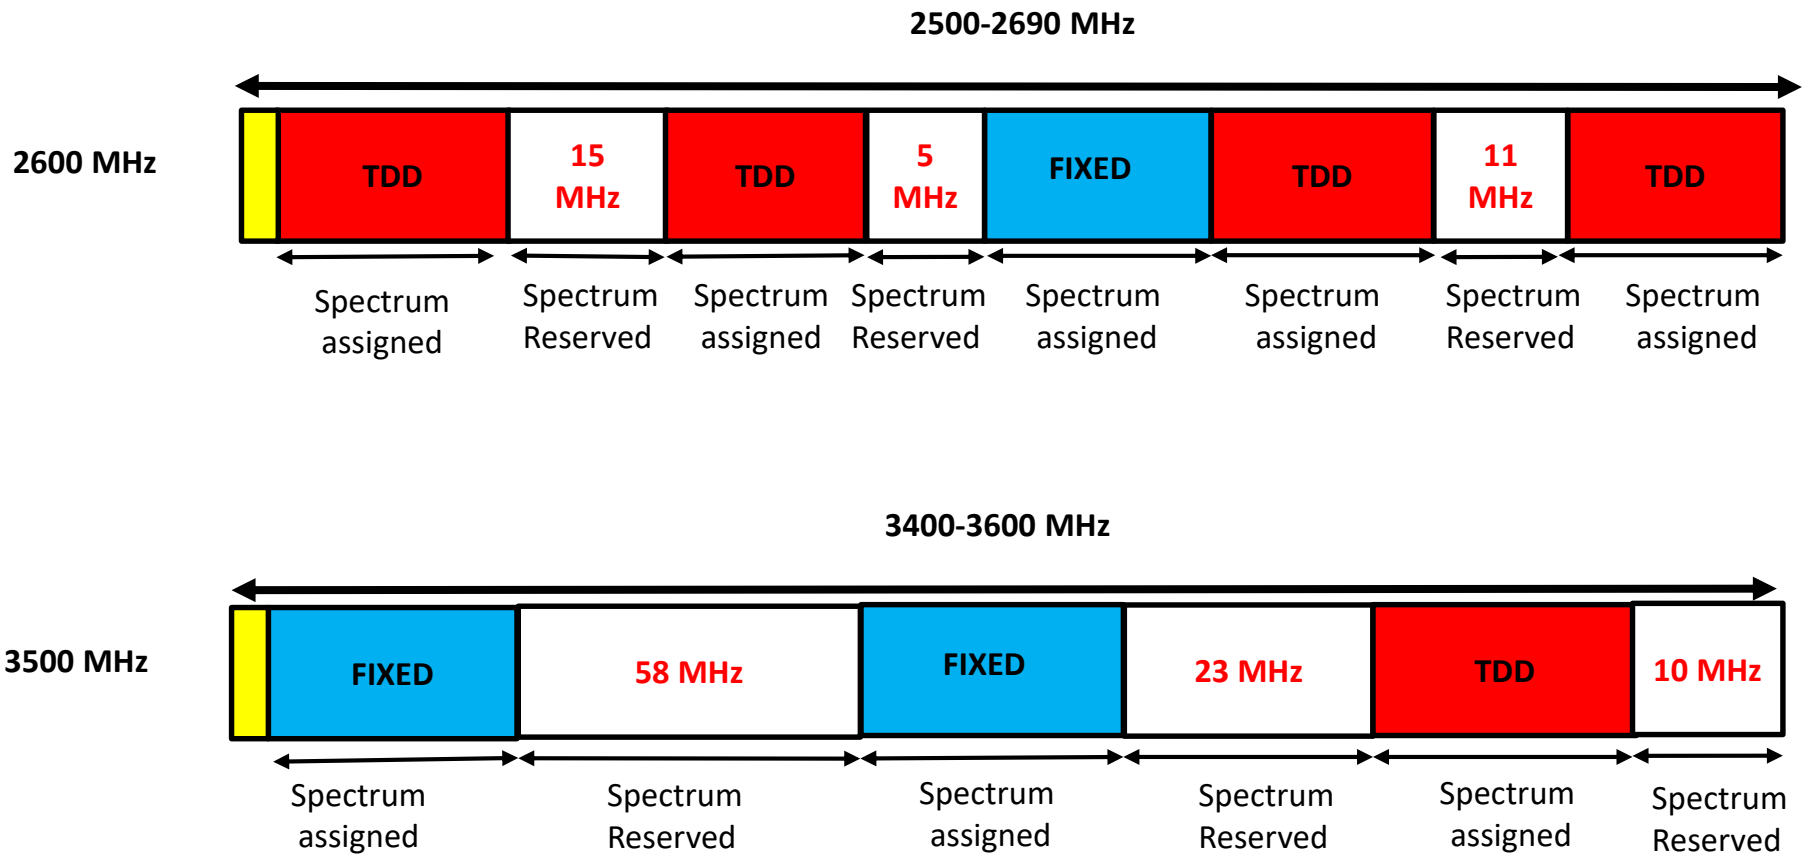 2500-2690 MHz
2600 MHz
TDD
15
MHz
TDD
5
MHz
FIXED
TDD
11
MHz
TDD
Spectrum
assigned
Spectrum
Reserved
Spectrum
assigned
Spectrum
Reserved
Spectrum
assigned
Spectrum
assigned
Spectrum
Reserved
Spectrum
assigned
3400-3600 MHz
3500 MHz
FIXED
58 MHz
FIXED
23 MHz
TDD
10 MHz
Spectrum
assigned
Spectrum
Reserved
Spectrum
assigned
Spectrum
Reserved
Spectrum
assigned
Spectrum
Reserved